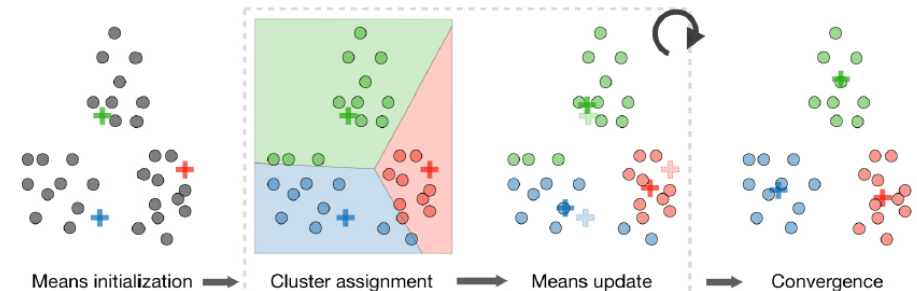 Means initialization
Cluster assignment
Means update
Convergence